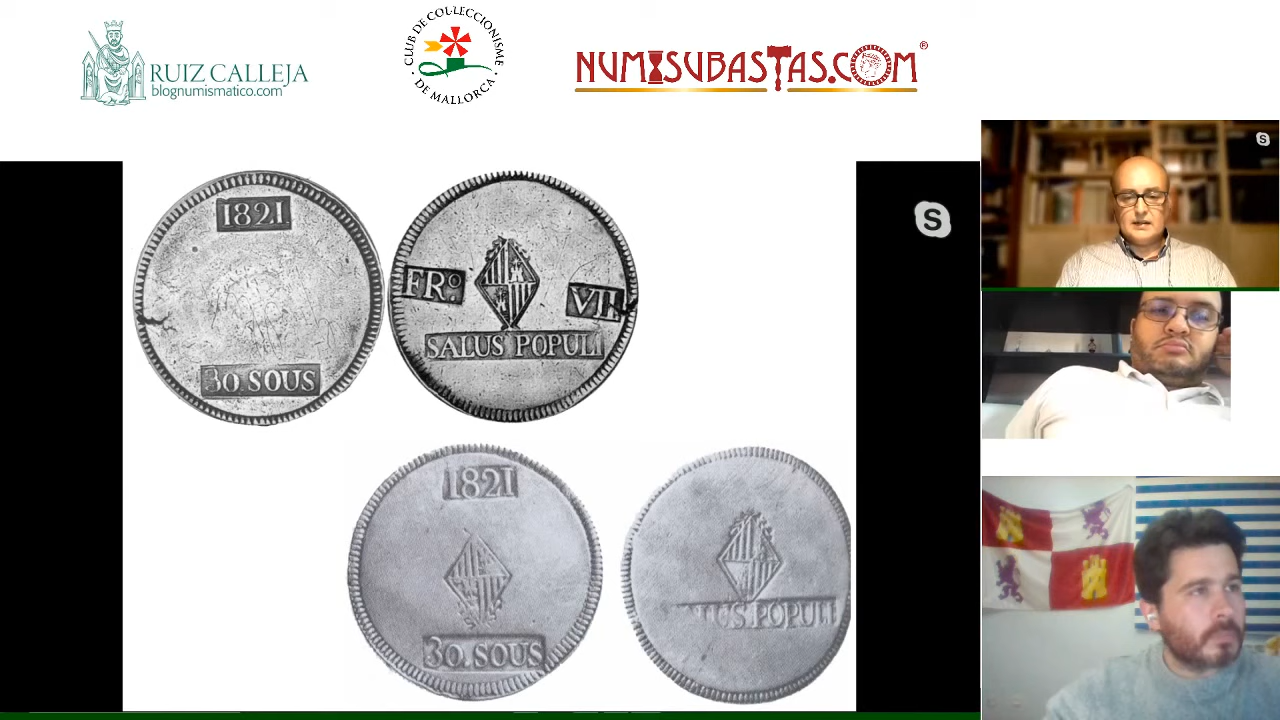 RUIZ CALLEJA
blognumismatico.com
CLUB DE COL·LECCIONISME
· DE MALLORCA ·
NUMISUBASTAS.COM®
S
S
1821.
30 SOUS
FRº.
VII.
SALUS POPULI
1821
30. SOUS
POPULI